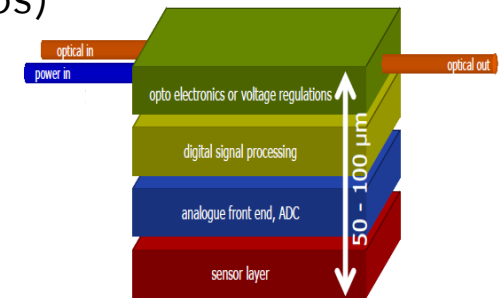 os)
optical in
power in
optical out
opto electronics or voltage regulations
digital signal processing
analogue front end, ADC
sensor layer
50 - 100 µm